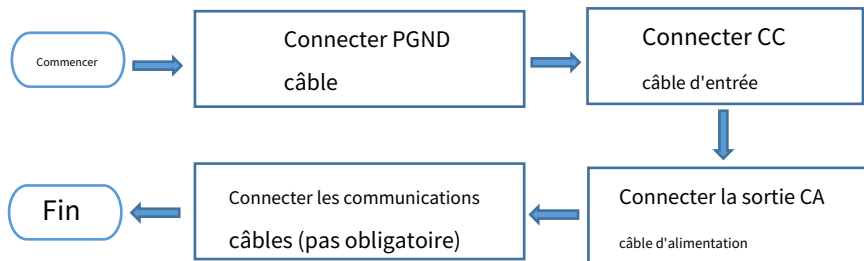 Commencer
Connecter PGND
câble
Connecter CC
câble d'entrée
Connecter la sortie CA
câble d'alimentation
Connecter les communications
câbles (pas obligatoire)
Fin